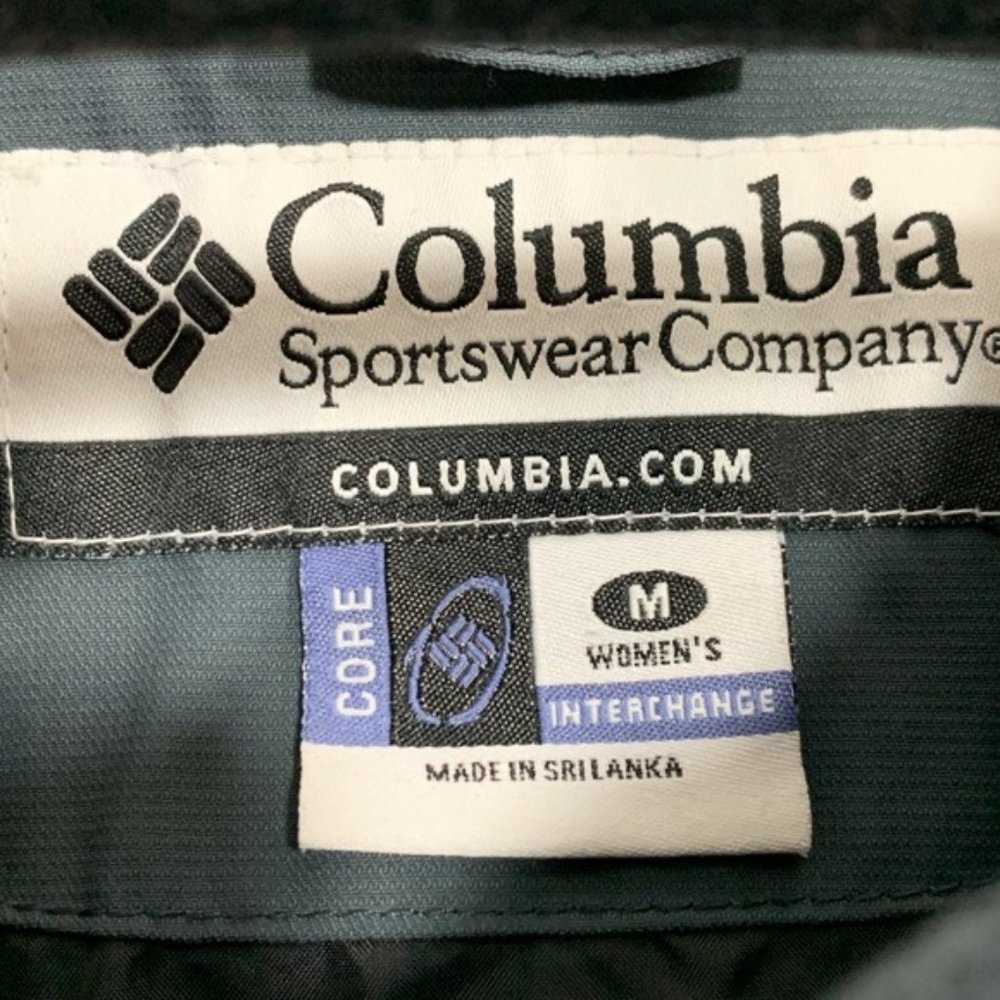 Columbia
Sportswear Company®
COLUMBIA.COM
CORE
M
WOMEN'S
INTERCHANGE
MADE IN SRI LANKA